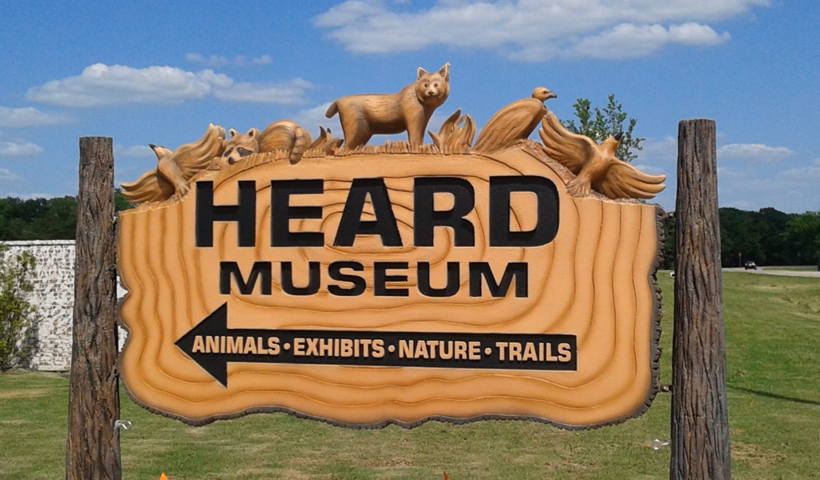 HEARD
MUSEUM
ANIMALS • EXHIBITS • NATURE • TRAILS